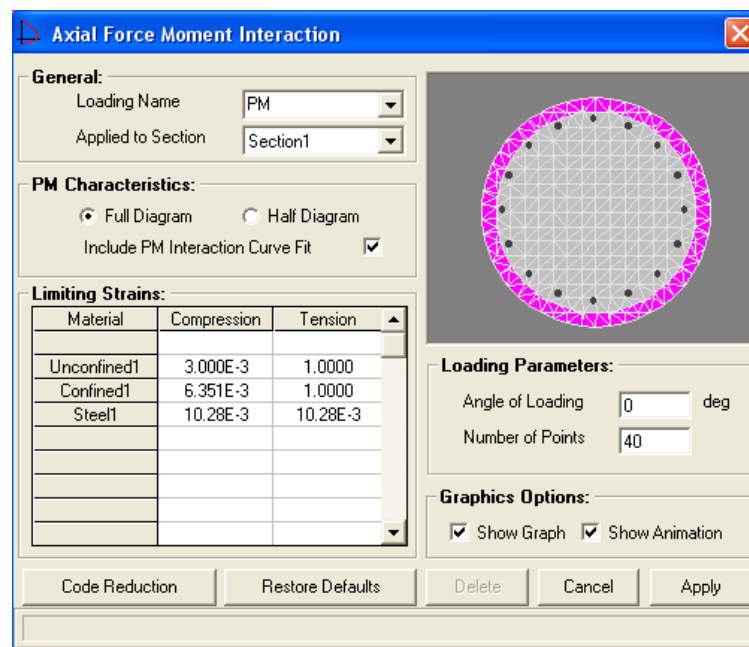 Axial Force Moment Interaction
General:
Loading Name PM
Applied to Section Section1
PM Characteristics:
Full Diagram Half Diagram
Include PM Interaction Curve Fit
Limiting Strains:
Material Compression Tension
Unconfined1 3.000E-3 1.0000
Confined1 6.351E-3 1.0000
Steel1 10.28E-3 10.28E-3
Loading Parameters:
Angle of Loading 0 deg
Number of Points 40
Graphics Options:
Show Graph Show Animation
Code Reduction Restore Defaults Delete Cancel Apply